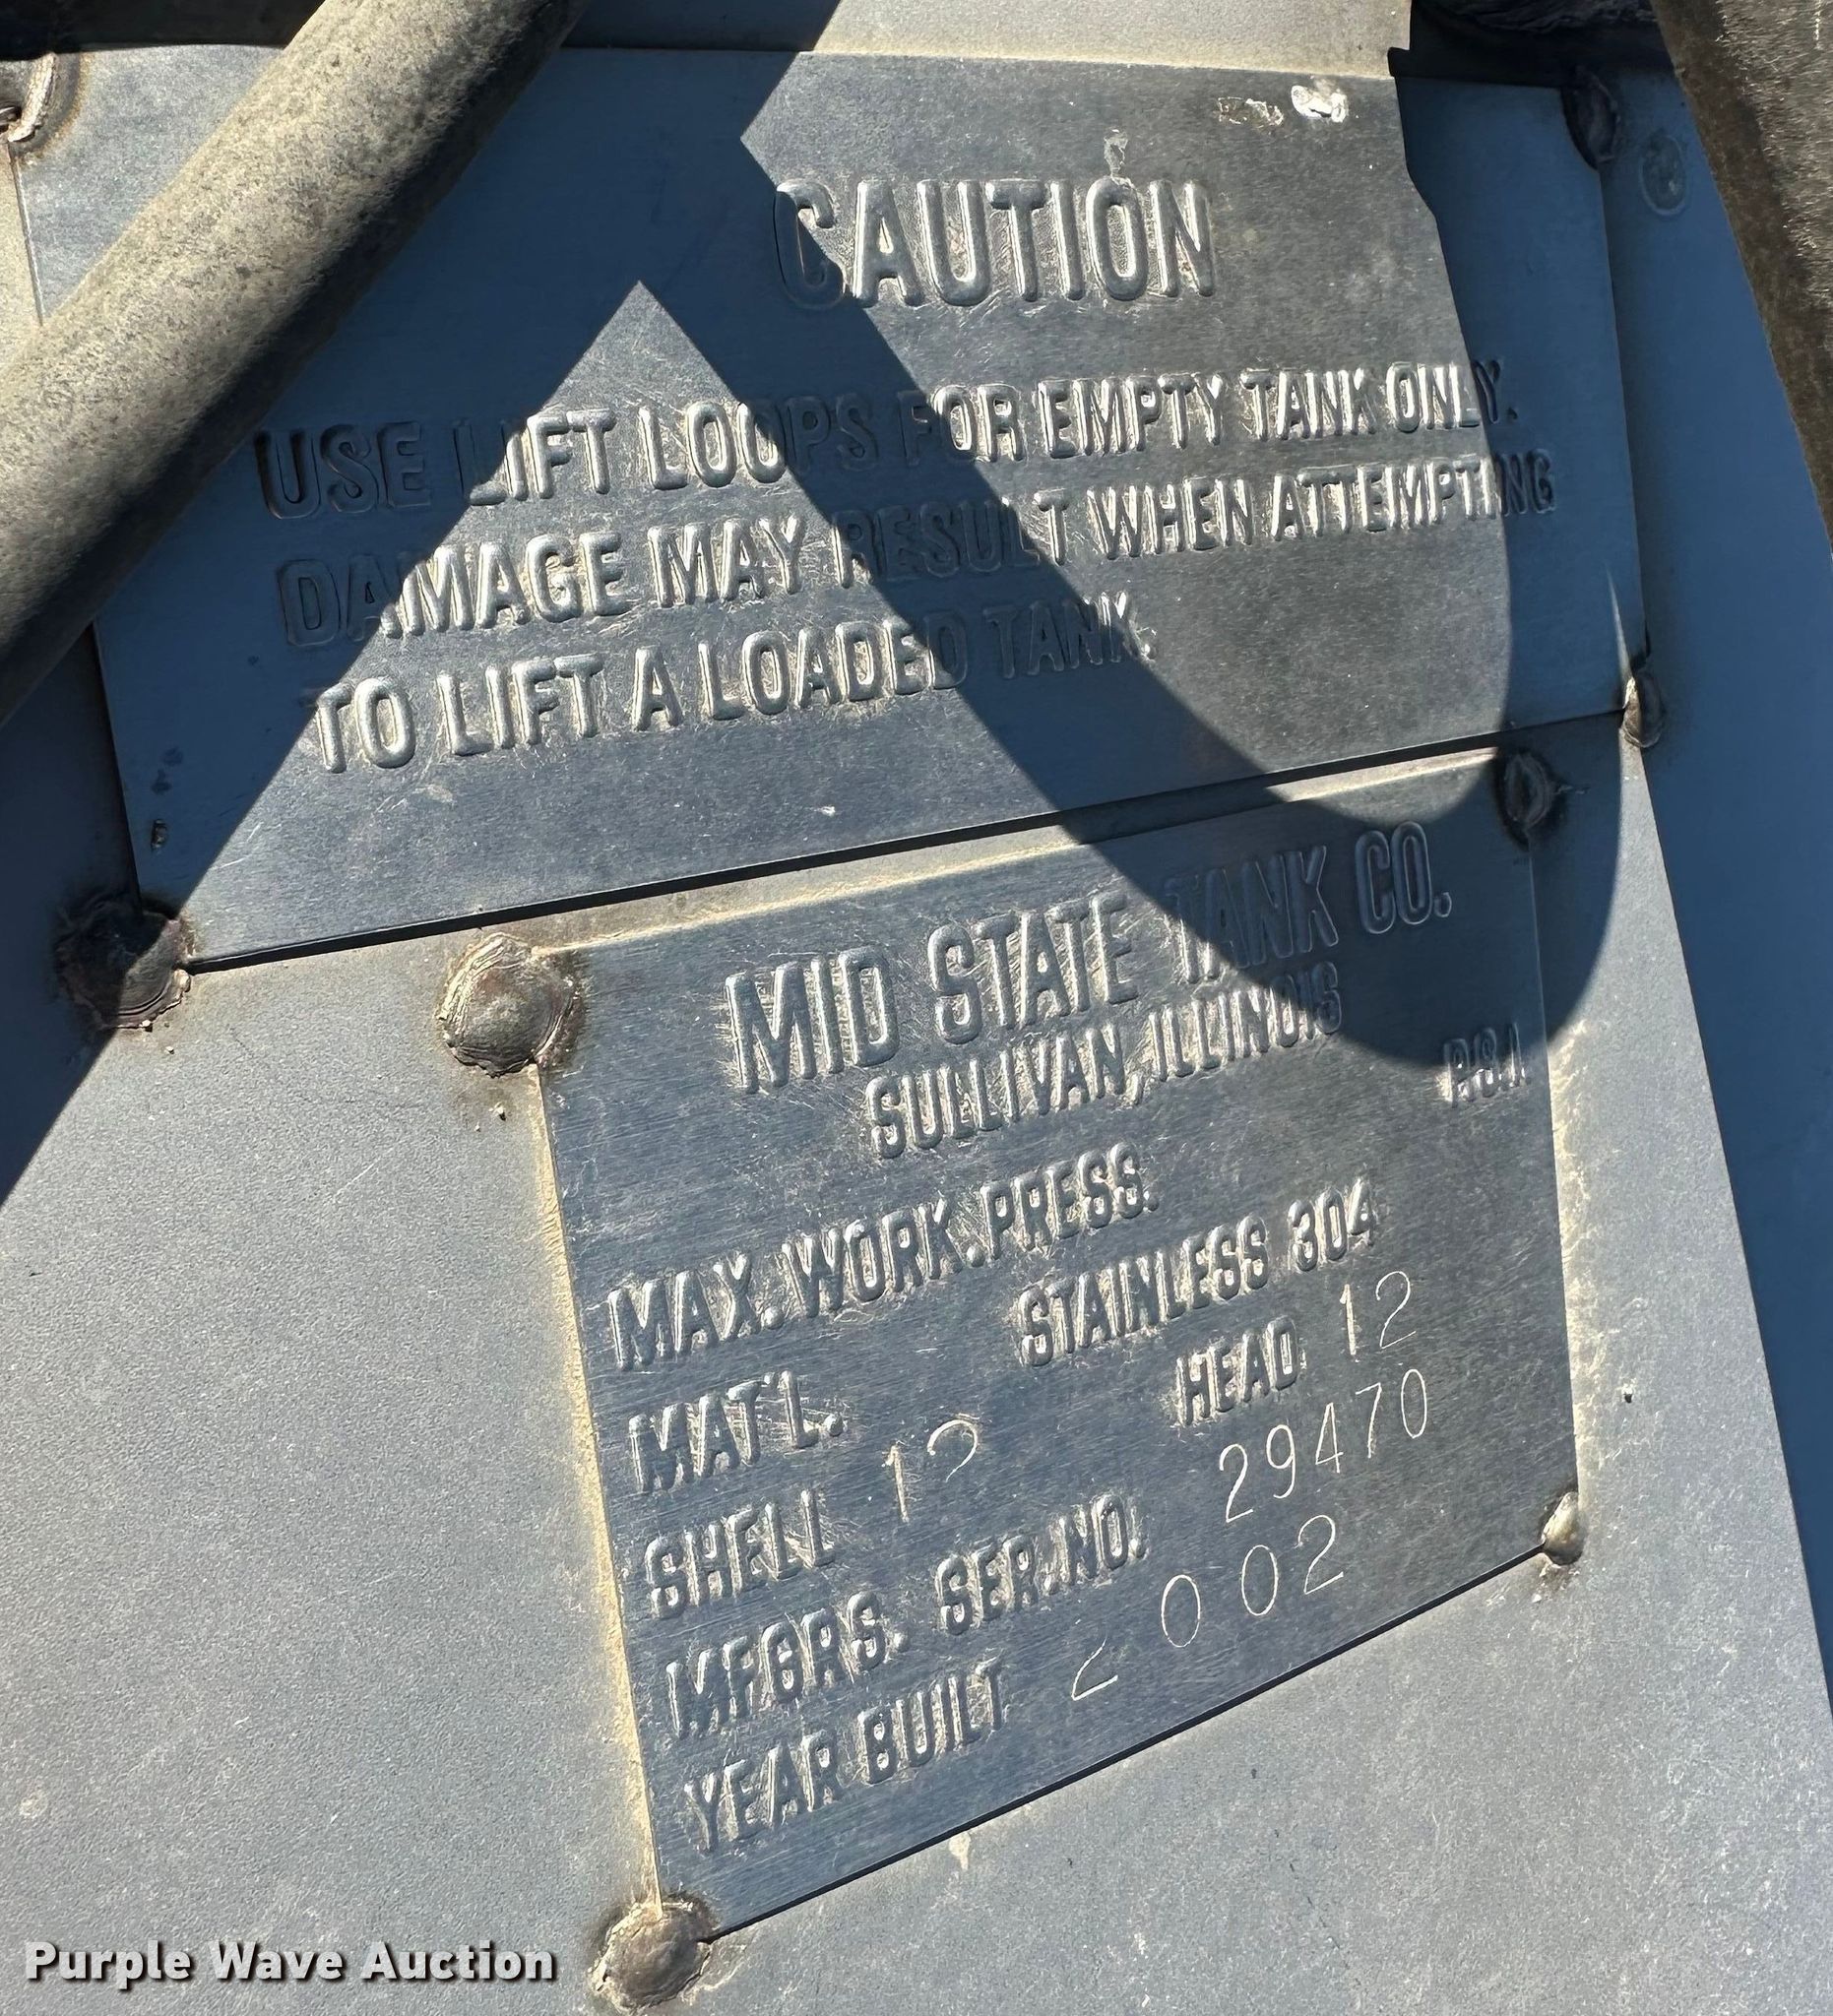 CAUTION
USE LIFT LOOPS FOR EMPTY TANK ONLY.
DAMAGE MAY RESULT WHEN ATTEMPTING
TO LIFT A LOADED TANK.
MID STATE TANK CO.
SULLIVAN, ILLINOIS
MAX. WORK. PRESS. P.S.I.
MAT'L. STAINLESS 304
SHELL 12 HEAD 12
MFGRS. SER. NO. 29470
YEAR BUILT 2002
Purple Wave Auction